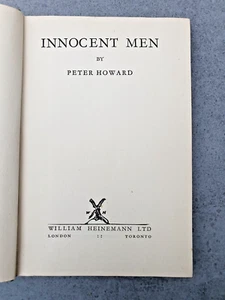 INNOCENT MEN
BY
PETER HOWARD
WILLIAM HEINEMANN LTD
LONDON :: TORONTO